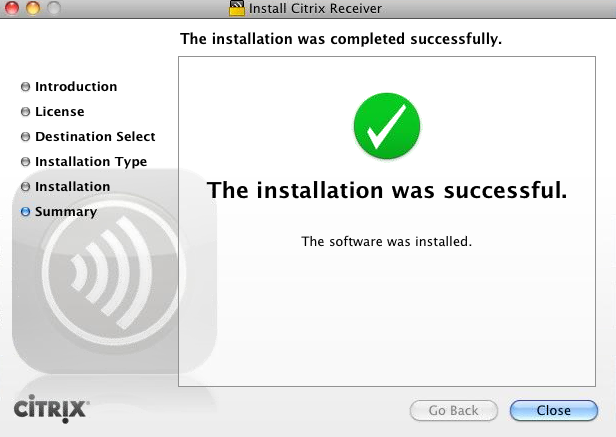 Install Citrix Receiver
The installation was completed successfully.
Introduction
License
Destination Select
Installation Type
Installation
Summary
The installation was successful.
The software was installed.
CITRIX
Go Back
Close